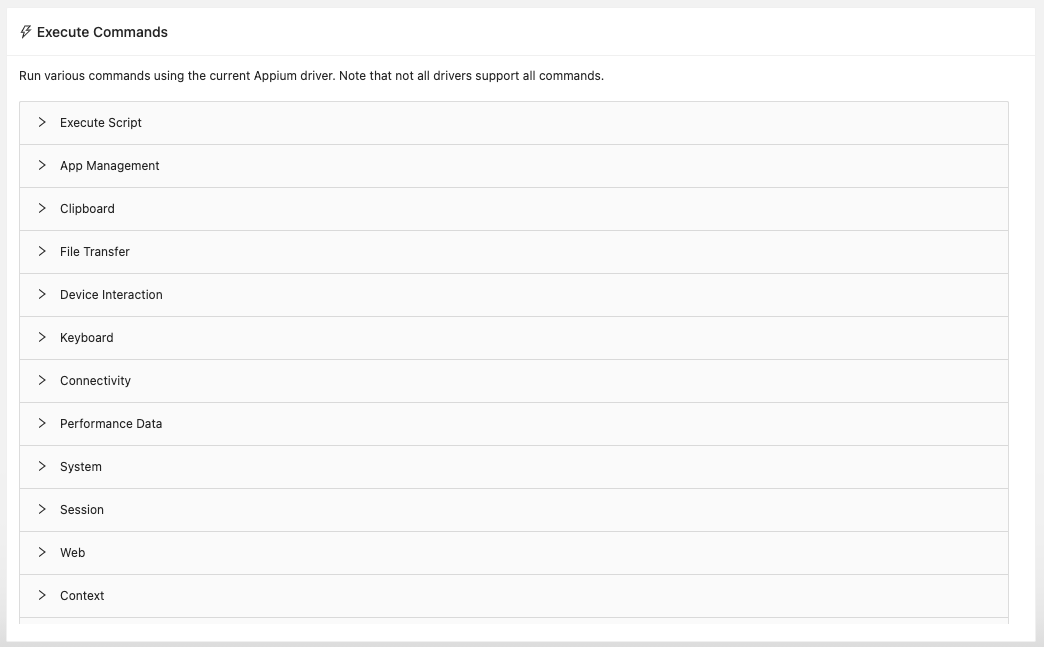 Execute Commands
Run various commands using the current Appium driver. Note that not all drivers support all commands.
Execute Script
App Management
Clipboard
File Transfer
Device Interaction
Keyboard
Connectivity
Performance Data
System
Session
Web
Context